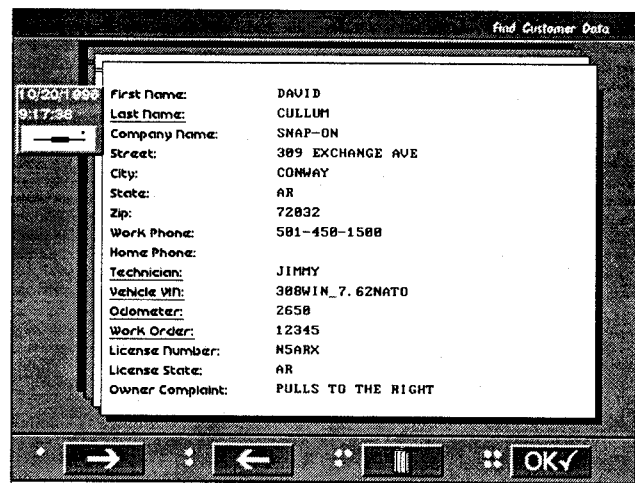 Find Customer Data
10/20/1998
9:17:36
First Name: DAVID
Last Name: CULLUM
Company Name: SNAP-ON
Street: 309 EXCHANGE AVE
City: CONWAY
State: AR
Zip: 72032
Work Phone: 501-450-1500
Home Phone:
Technician: JIMMY
Vehicle VIN: 308WIN_7.62NATO
Odometer: 2650
Work Order: 12345
License Number: N5ARX
License State: AR
Owner Complaint: PULLS TO THE RIGHT
OK✓